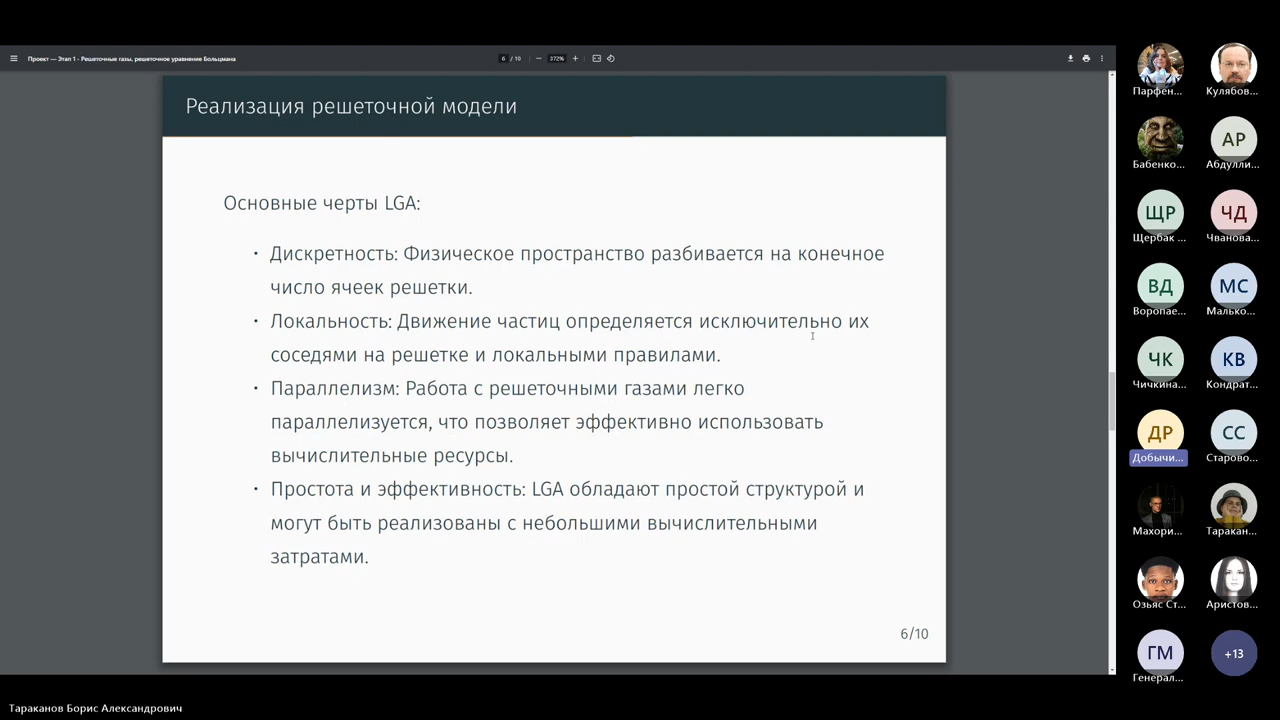 Проект — Этап 1 - Решеточные газы, решеточное уравнение Больцмана
6 / 10
372%
Реализация решеточной модели
Основные черты LGA:
• Дискретность: Физическое пространство разбивается на конечное
число ячеек решетки.
• Локальность: Движение частиц определяется исключительно их
соседями на решетке и локальными правилами.
• Параллелизм: Работа с решеточными газами легко
параллелизуется, что позволяет эффективно использовать
вычислительные ресурсы.
• Простота и эффективность: LGA обладают простой структурой и
могут быть реализованы с небольшими вычислительными
затратами.
6/10
Парфен...
Кулябов...
Бабенко...
АР
Абдулли...
ЩР
Щербак ...
ЧД
Чванова...
ВД
Воропае...
МС
Малько...
ЧК
Чичкина...
КВ
Кондрат...
ДР
Добычи...
СС
Старово...
Махори...
Таракан...
Озьяс Ст...
Аристов...
ГМ
Генерал...
+13
Тараканов Борис Александрович